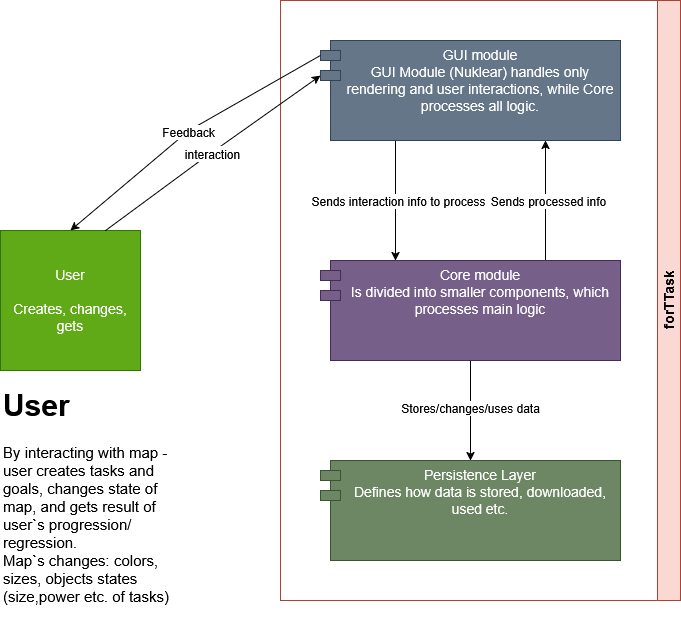 GUI module
GUI Module (Nuklear) handles only
rendering and user interactions, while Core
processes all logic.
Feedback
interaction
Sends interaction info to process
Sends processed info
User
Creates, changes,
gets
Core module
Is divided into smaller components, which
processes main logic
forTTask
User
By interacting with map -
user creates tasks and
goals, changes state of
map, and gets result of
user`s progression/
regression.
Map`s changes: colors,
sizes, objects states
(size,power etc. of tasks)
Stores/changes/uses data
Persistence Layer
Defines how data is stored, downloaded,
used etc.